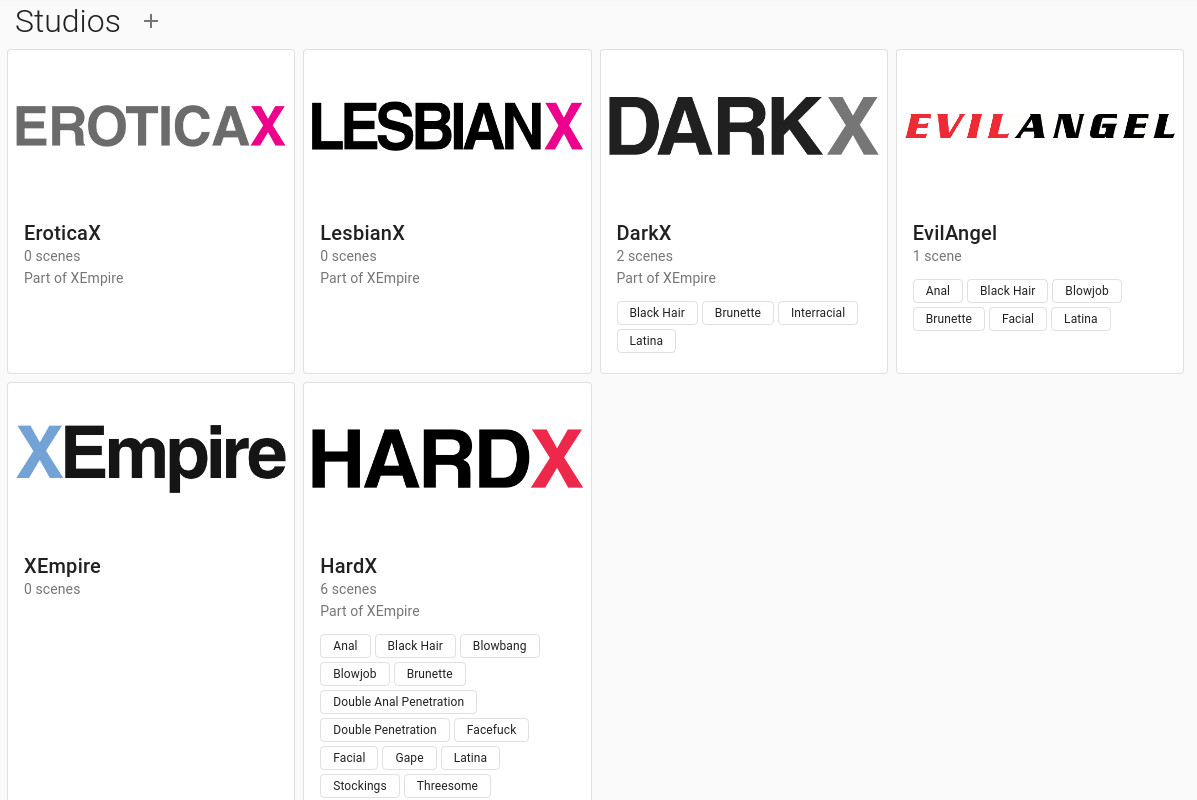 Studios +
EROTICAX
EroticaX
0 scenes
Part of XEmpire
LESBIANX
LesbianX
0 scenes
Part of XEmpire
DARKX
DarkX
2 scenes
Part of XEmpire
Black Hair Brunette Interracial
Latina
EVILANGEL
EvilAngel
1 scene
Anal Black Hair Blowjob
Brunette Facial Latina
XEmpire
XEmpire
0 scenes
HARDX
HardX
6 scenes
Part of XEmpire
Anal Black Hair Blowbang
Blowjob Brunette
Double Anal Penetration
Double Penetration Facefuck
Facial Gape Latina
Stockings Threesome